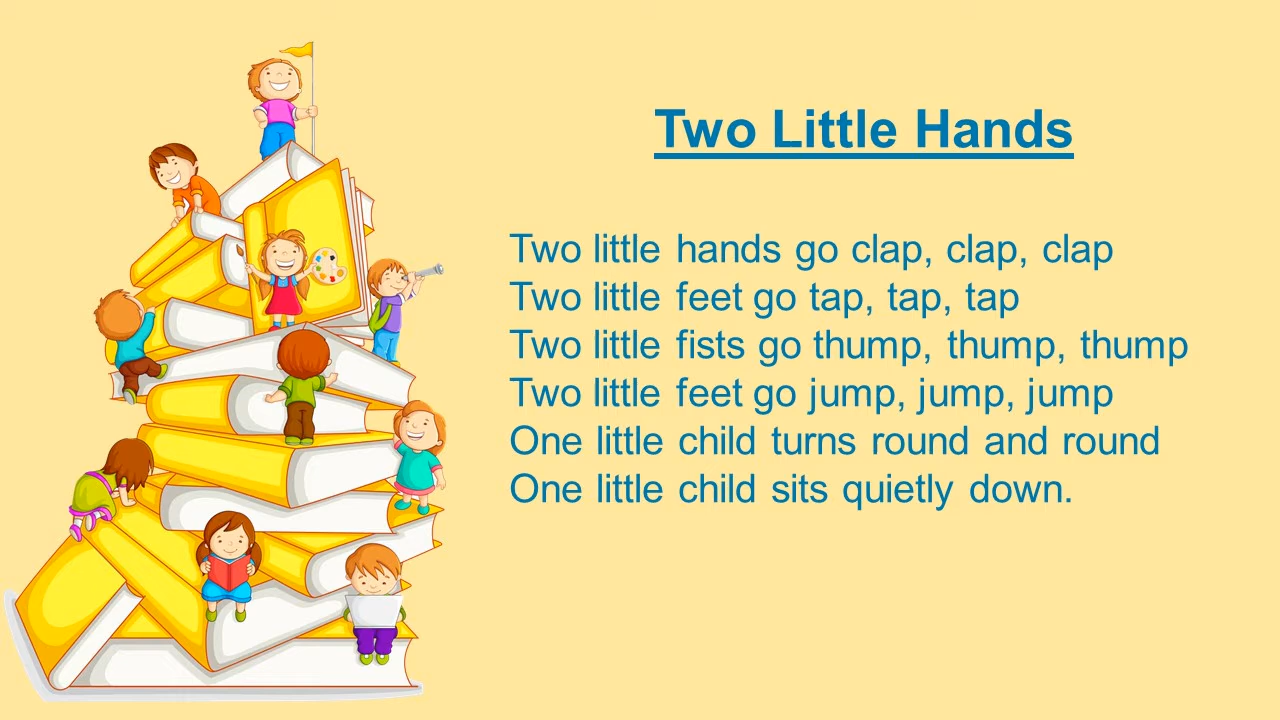 Two Little Hands
Two little hands go clap, clap, clap
Two little feet go tap, tap, tap
Two little fists go thump, thump, thump
Two little feet go jump, jump, jump
One little child turns round and round
One little child sits quietly down.